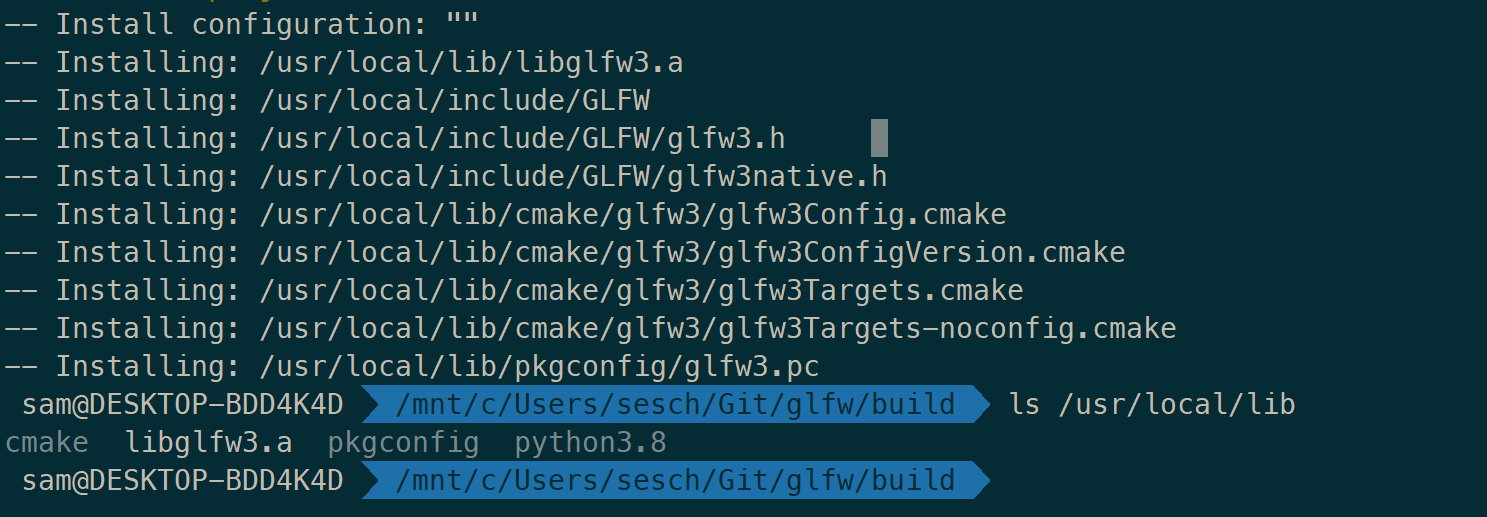 -- Install configuration: ""
-- Installing: /usr/local/lib/libglfw3.a
-- Installing: /usr/local/include/GLFW
-- Installing: /usr/local/include/GLFW/glfw3.h
-- Installing: /usr/local/include/GLFW/glfw3native.h
-- Installing: /usr/local/lib/cmake/glfw3/glfw3Config.cmake
-- Installing: /usr/local/lib/cmake/glfw3/glfw3ConfigVersion.cmake
-- Installing: /usr/local/lib/cmake/glfw3/glfw3Targets.cmake
-- Installing: /usr/local/lib/cmake/glfw3/glfw3Targets-noconfig.cmake
-- Installing: /usr/local/lib/pkgconfig/glfw3.pc
sam@DESKTOP-BDD4K4D /mnt/c/Users/sesch/Git/glfw/build ls /usr/local/lib
cmake libglfw3.a pkgconfig python3.8
sam@DESKTOP-BDD4K4D /mnt/c/Users/sesch/Git/glfw/build